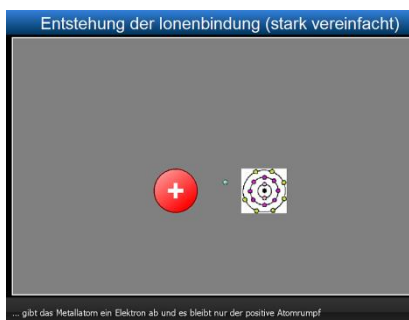 Entstehung der Ionenbindung (stark vereinfacht)
+
... gibt das Metallatom ein Elektron ab und es bleibt nur der positive Atomrumpf